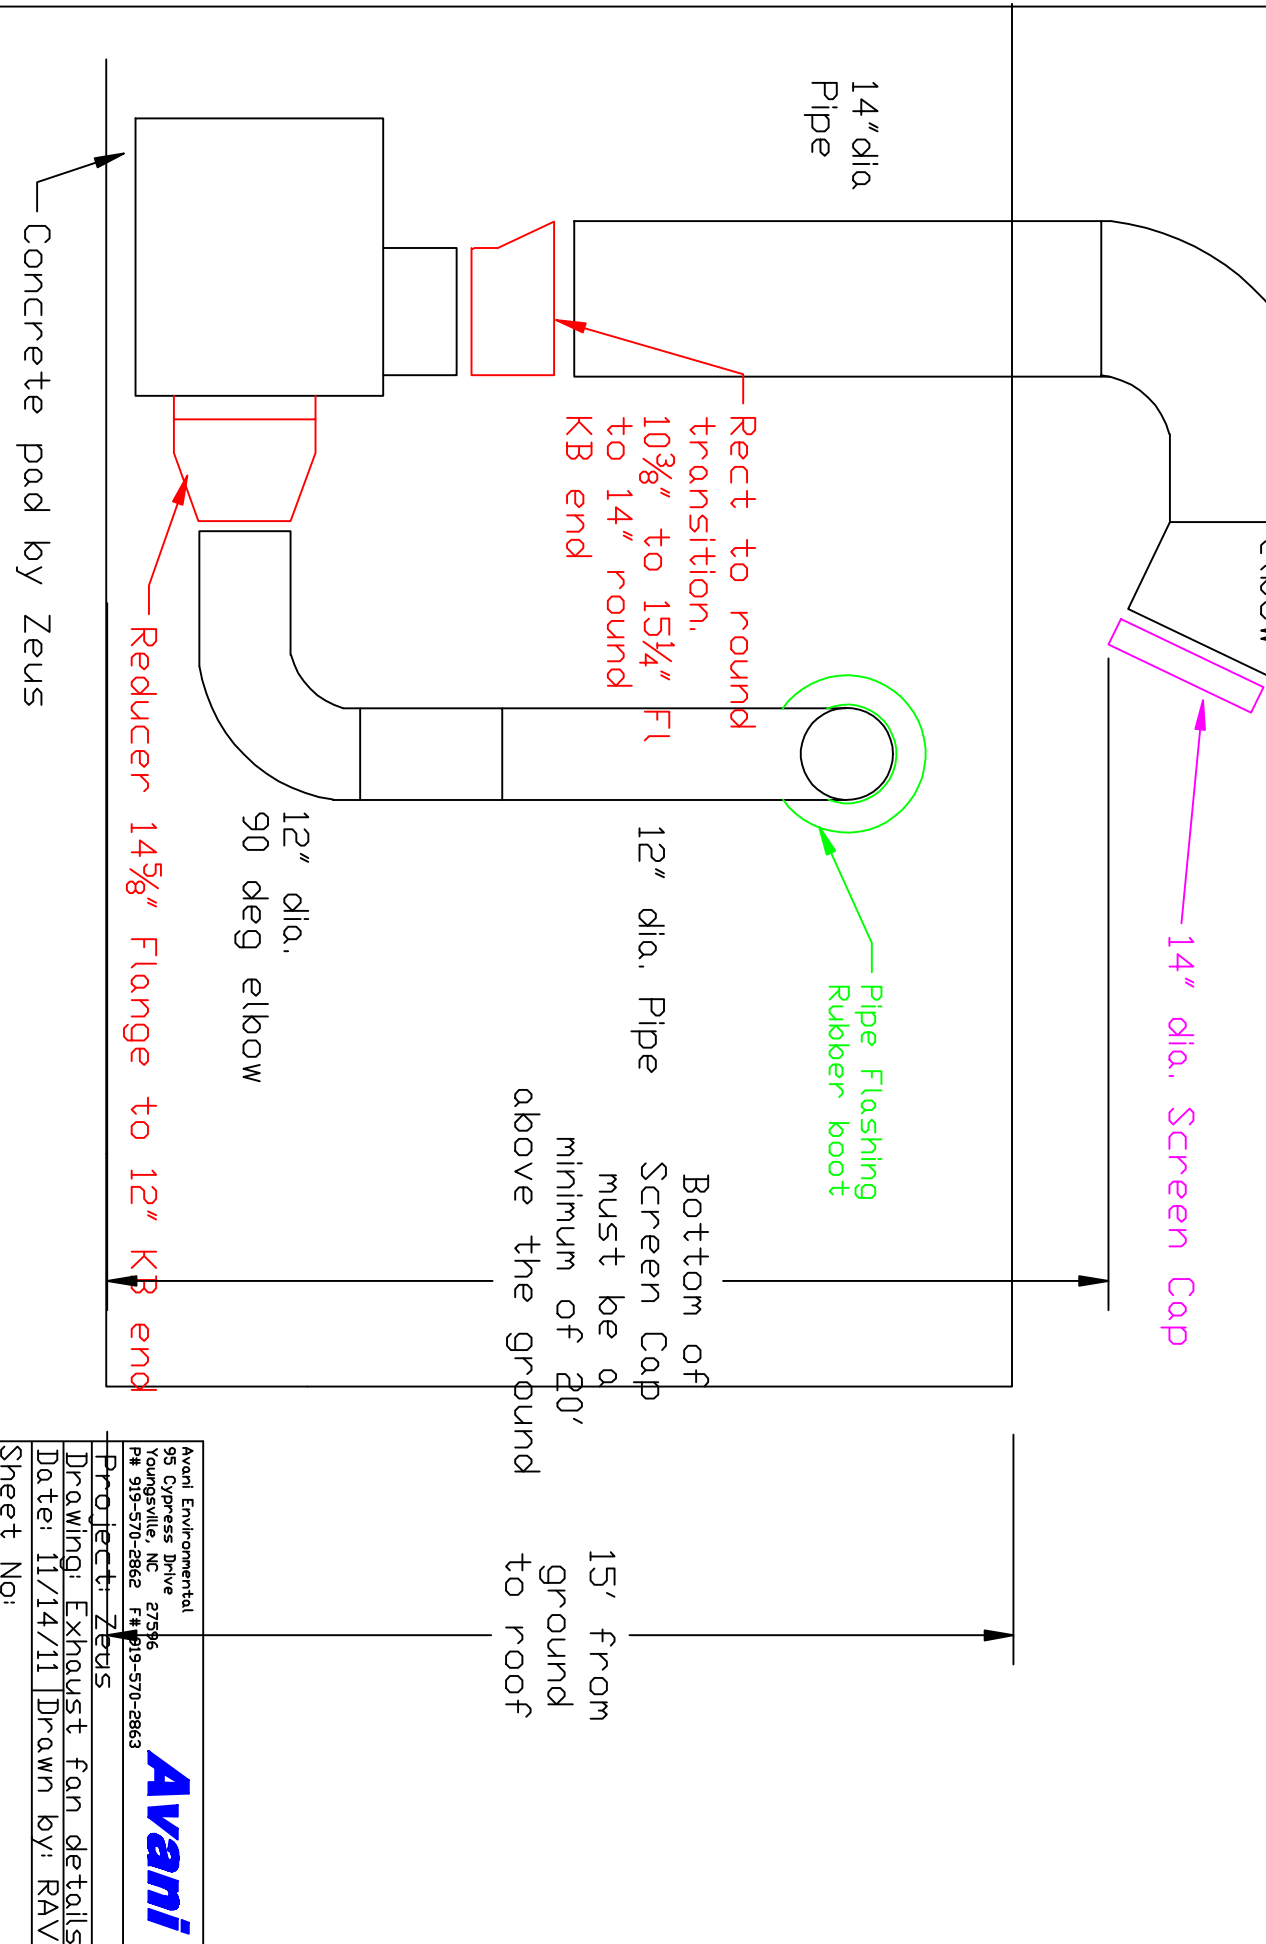 elbow
14" dia. Screen Cap
14"dia
Pipe
Pipe Flashing
Rubber boot
Rect to round
transition.
10⅜" to 15¼" Fl
to 14" round
KB end
12" dia. Pipe
Bottom of
Screen Cap
must be a
minimum of 20'
above the ground
15' from
ground
to roof
12" dia.
90 deg elbow
Reducer 14⅝" Flange to 12" KB end
Concrete pad by Zeus
Avani Environmental
95 Cypress Drive
Youngsville, NC 27596
P# 919-570-2862 F# 919-570-2863
Avani
Project: Zeus
Drawing: Exhaust fan details
Date: 11/14/11 Drawn by: RAV
Sheet No: